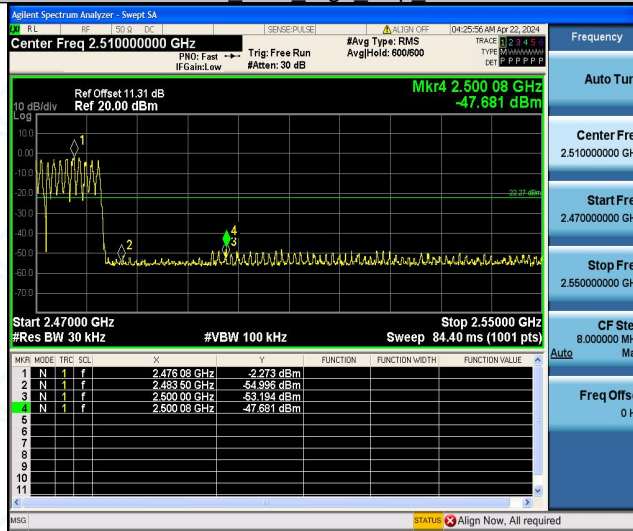 Agilent Spectrum Analyzer - Swept SA
RL RF 50 Ω DC SENSE:PULSE ALIGN OFF 04:25:56 AM Apr 22, 2024
Center Freq 2.510000000 GHz
PNO: Fast
IFGain:Low
Trig: Free Run
#Atten: 30 dB
#Avg Type: RMS
Avg|Hold: 600/600
TRACE 1 2 3 4 5 6
TYPE M
DET P P P P P P
Ref Offset 11.31 dB
10 dB/div Ref 20.00 dBm
Log
Mkr4 2.500 08 GHz
-47.681 dBm
10.0
0.00
-10.0
-20.0
-30.0
-40.0
-50.0
-60.0
-70.0
1
2
4
3
-22.27 dBm
Start 2.47000 GHz Stop 2.55000 GHz
#Res BW 30 kHz #VBW 100 kHz Sweep 84.40 ms (1001 pts)
MKR MODE TRC SCL X Y FUNCTION FUNCTION WIDTH FUNCTION VALUE
1 N 1 f 2.476 08 GHz -2.273 dBm
2 N 1 f 2.483 50 GHz -54.996 dBm
3 N 1 f 2.500 00 GHz -53.194 dBm
4 N 1 f 2.500 08 GHz -47.681 dBm
5
6
7
8
9
10
11
MSG STATUS Align Now, All required
Frequency
Auto Tun
Center Fre
2.510000000 GH
Start Fre
2.470000000 GH
Stop Fre
2.550000000 GH
CF Ste
8.000000 MH
Auto Ma
Freq Offse
0 H